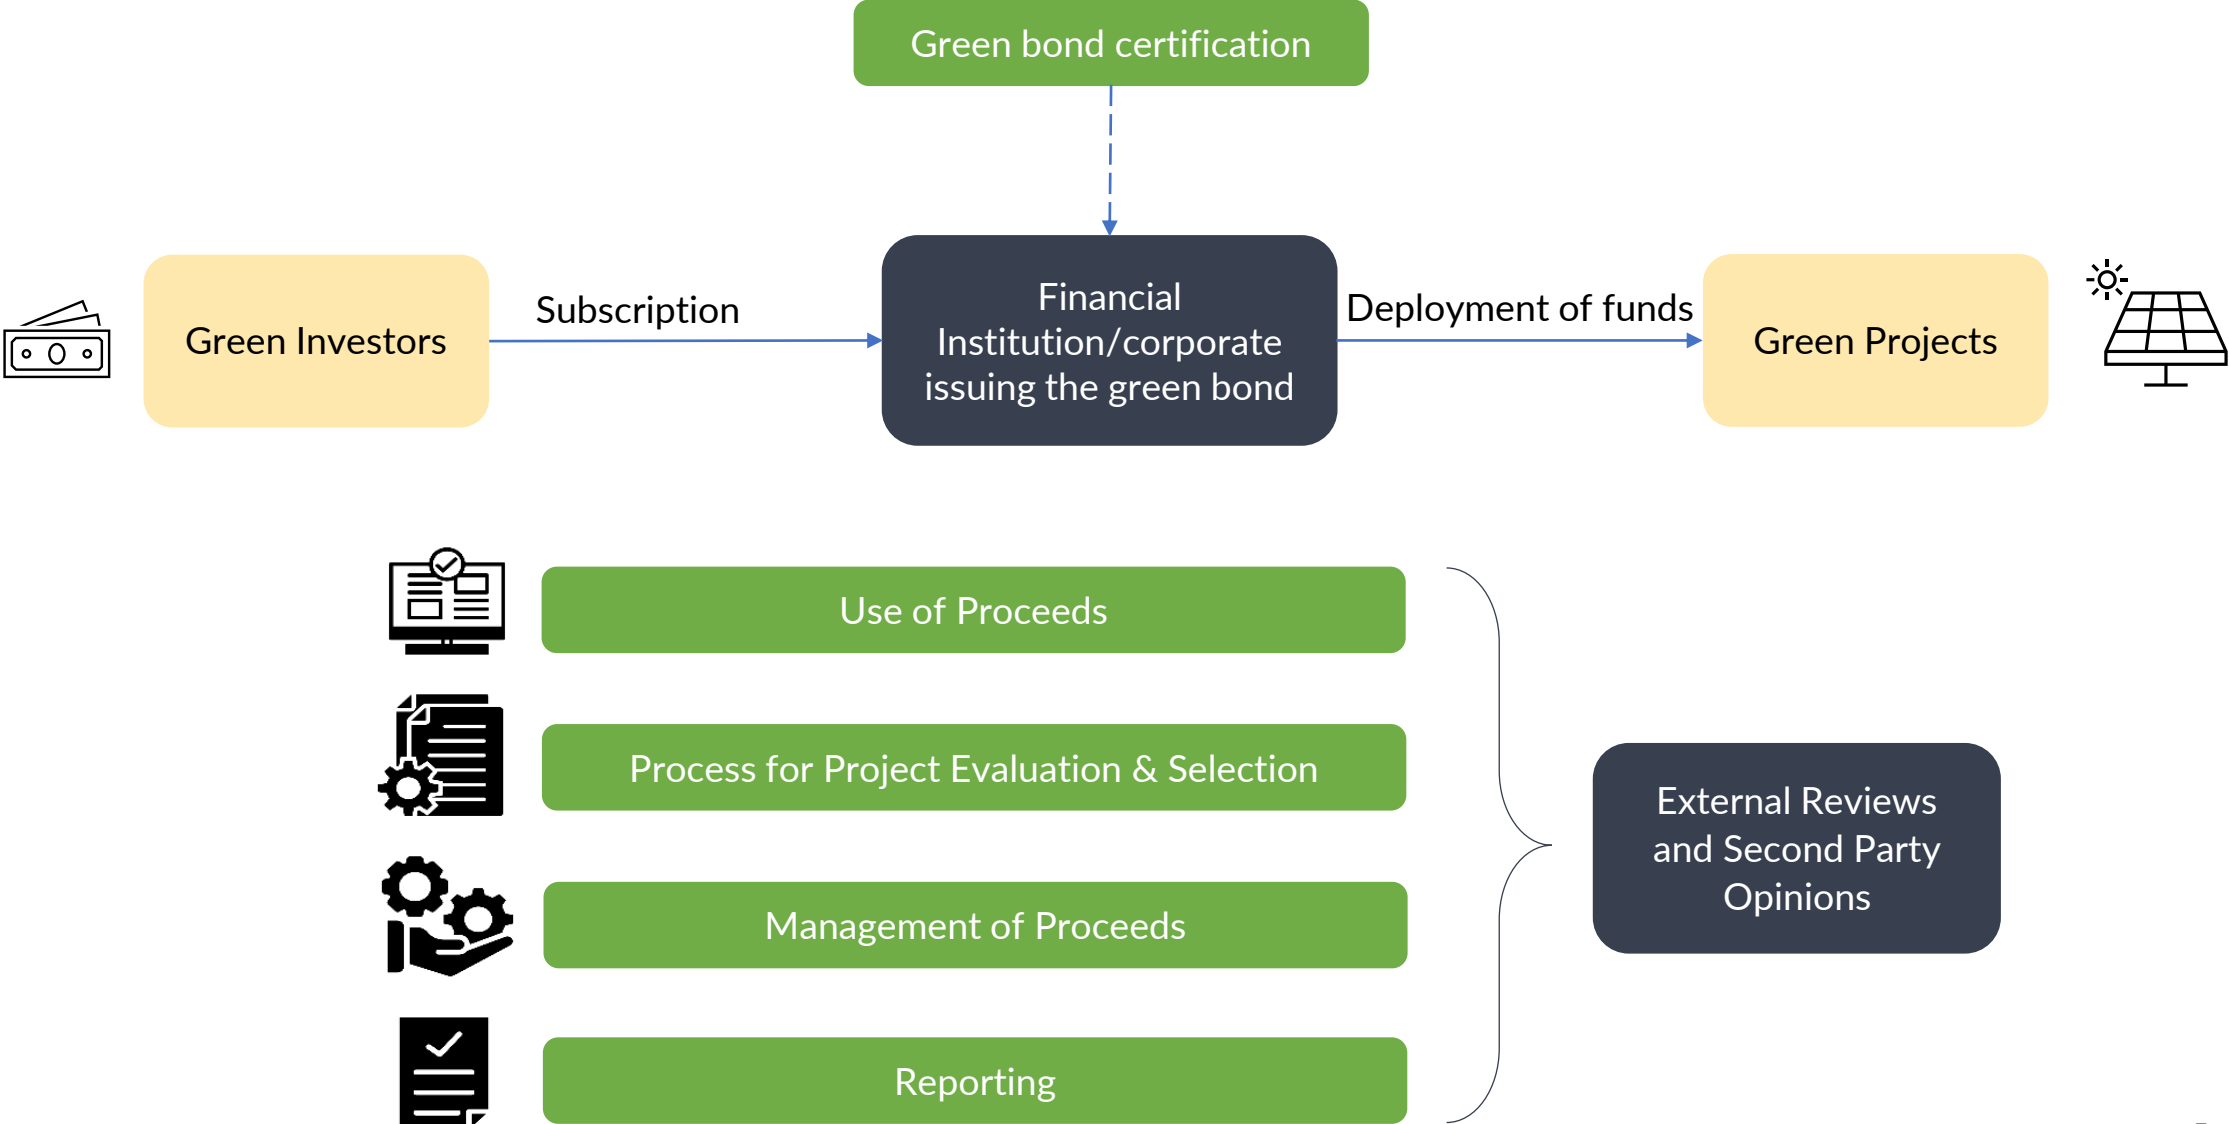 Green bond certification
Green Investors
Subscription
Financial
Institution/corporate
issuing the green bond
Deployment of funds
Green Projects
Use of Proceeds
Process for Project Evaluation & Selection
Management of Proceeds
Reporting
External Reviews
and Second Party
Opinions